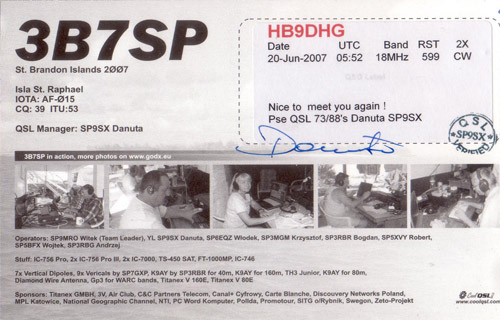 3B7SP
St. Brandon Islands 2ØØ7
Isla St. Raphael
IOTA: AF-Ø15
CQ: 39 ITU:53
QSL Manager: SP9SX Danuta
HB9DHG
Date UTC Band RST 2X
20-Jun-2007 05:52 18MHz 599 CW
Nice to meet you again !
Pse QSL 73/88's Danuta SP9SX
Danuta
QSL
SP9SX
VERIFIED
3B7SP in action, more photos on www.godx.eu
Operators: SP9MRO Witek (Team Leader), YL SP9SX Danuta, SP6EQZ Wlodek, SP3MGM Krzysztof, SP3RBR Bogdan, SP5XVY Robert,
SP6BFX Wojtek, SP3RBG Andrzej
Stuff: IC-756 Pro, 2x IC-756 Pro III, 2x IC-7000, TS-450 SAT, FT-1000MP, IC-746
7x Vertical Dipoles, 9x Vericals by SP7GXP, K9AY by SP3RBR for 40m, K9AY for 160m, TH3 Junior, K9AY for 80m,
Diamond Wire Antenna, Gp3 for WARC bands, Titanex V 160E, Titanex V 80E
Sponsors: Titanex GMBH, 3V, Air Club, C&C Partners Telecom, Canal+ Cyfrowy, Carte Blanche, Discovery Networks Poland,
MPL Katowice, National Geographic Channel, NTI, PC Word Komputer, Pollda, Promotour, SITG o/Rybnik, Swegon, Zeto-Projekt
CoolQSL
www.coolqsl.com